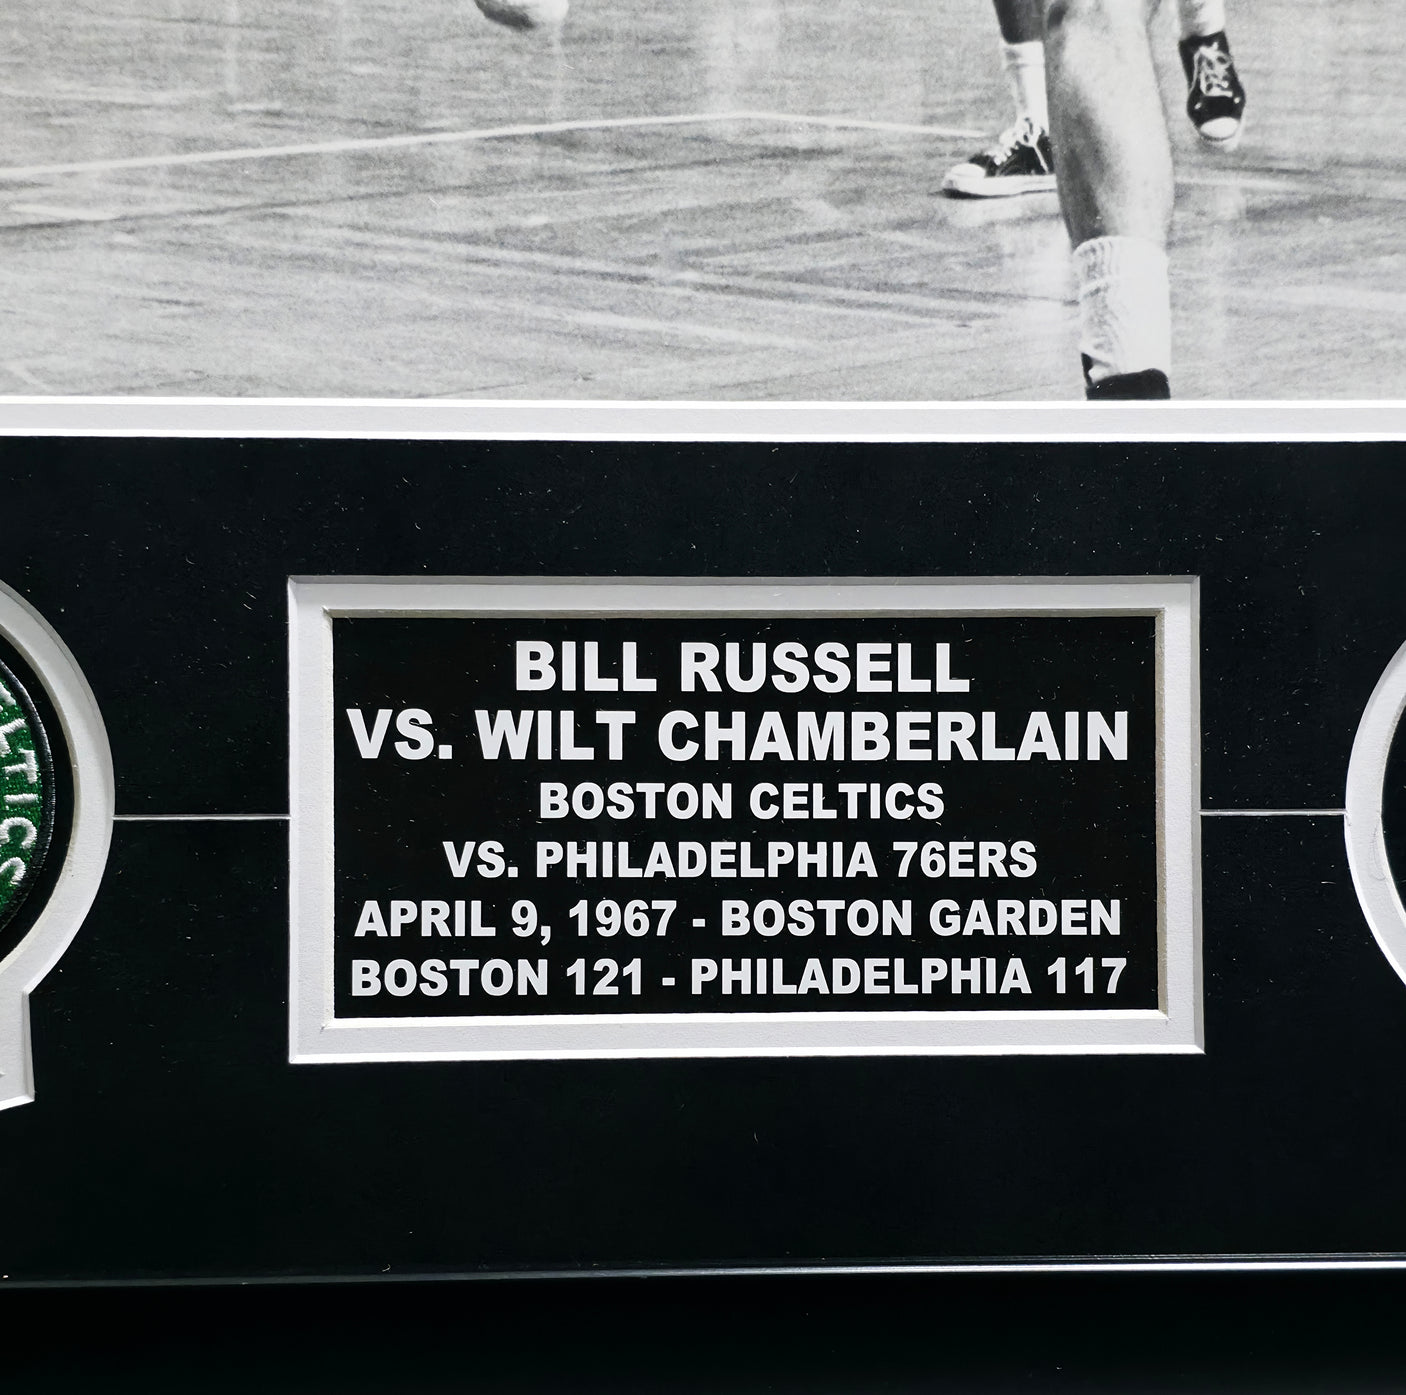 BILL RUSSELL
VS. WILT CHAMBERLAIN
BOSTON CELTICS
VS. PHILADELPHIA 76ERS
APRIL 9, 1967 - BOSTON GARDEN
BOSTON 121 - PHILADELPHIA 117